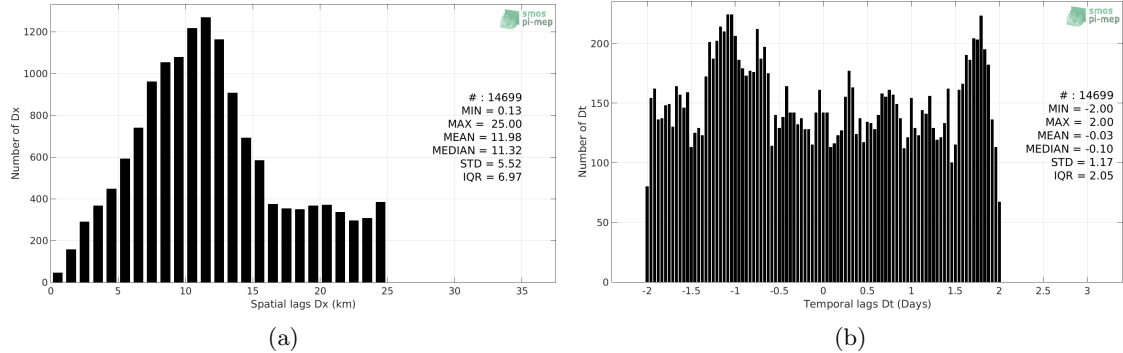 1200
1000
800
600
400
200
0
Number of Dx
0 5 10 15 20 25 30 35
Spatial lags Dx (km)
smos
pi-mep
# : 14699
MIN = 0.13
MAX = 25.00
MEAN = 11.98
MEDIAN = 11.32
STD = 5.52
IQR = 6.97
(a)
200
150
100
50
0
Number of Dt
-2 -1.5 -1 -0.5 0 0.5 1 1.5 2 2.5 3
Temporal lags Dt (Days)
smos
pi-mep
# : 14699
MIN = -2.00
MAX = 2.00
MEAN = -0.03
MEDIAN = -0.10
STD = 1.17
IQR = 2.05
(b)